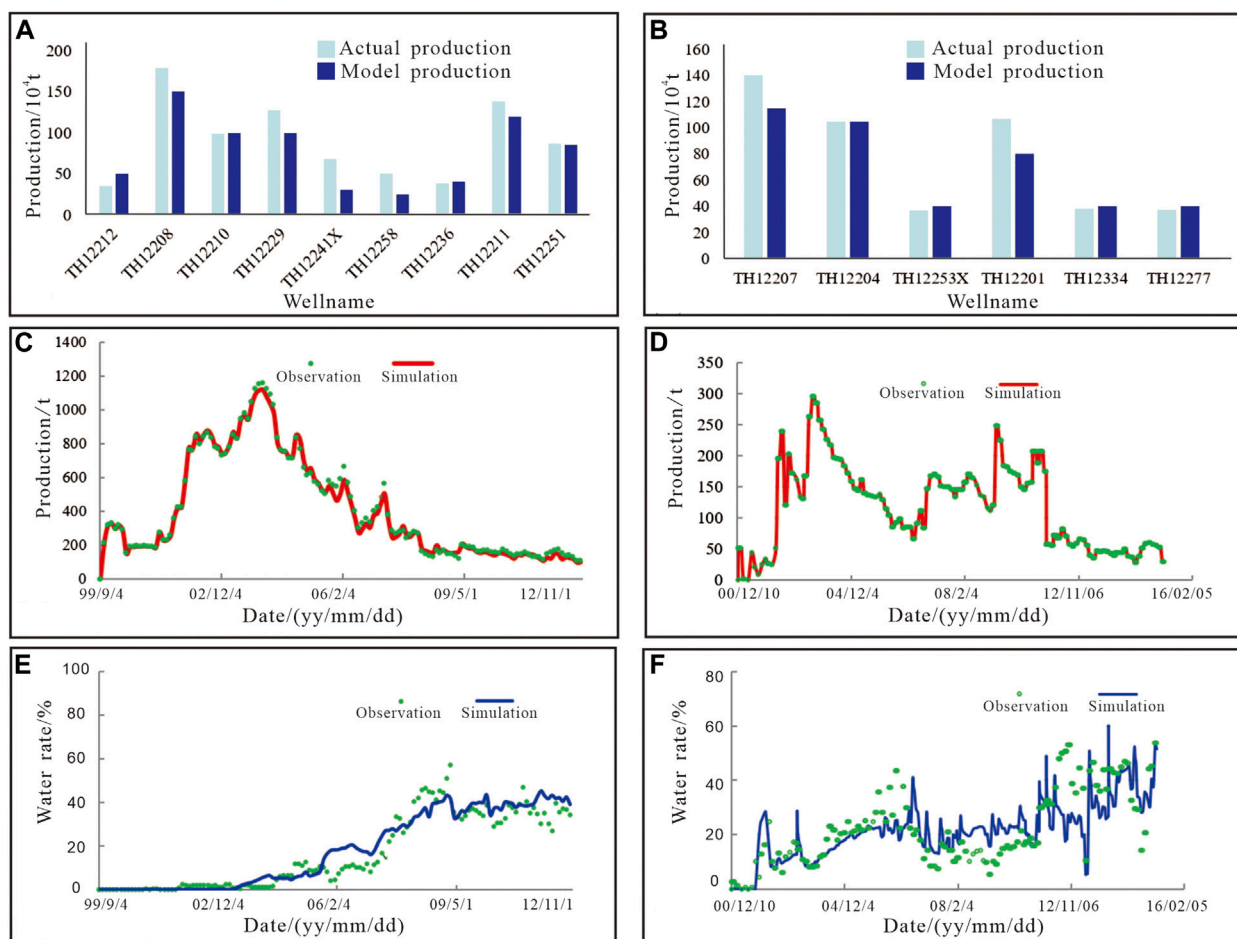 A
Actual production
Model production
Production/10⁴t
200
150
100
50
0
TH12212
TH12208
TH12210
TH12229
TH12241X
TH12258
TH12236
TH12211
TH12251
Wellname
B
Actual production
Model production
Production/10⁴t
160
140
120
100
80
60
40
20
0
TH12207 TH12204 TH12253X TH12201 TH12334 TH12277
Wellname
C
Observation Simulation
Production/t
1400
1200
1000
800
600
400
200
0
99/9/4 02/12/4 06/2/4 09/5/1 12/11/1
Date/(yy/mm/dd)
D
Observation Simulation
Production/t
350
300
250
200
150
100
50
0
00/12/10 04/12/4 08/2/4 12/11/06 16/02/05
Date/(yy/mm/dd)
E
Observation Simulation
Water rate/%
100
80
60
40
20
0
99/9/4 02/12/4 06/2/4 09/5/1 12/11/1
Date/(yy/mm/dd)
F
Observation Simulation
Water rate/%
80
60
40
20
0
00/12/10 04/12/4 08/2/4 12/11/06 16/02/05
Date/(yy/mm/dd)